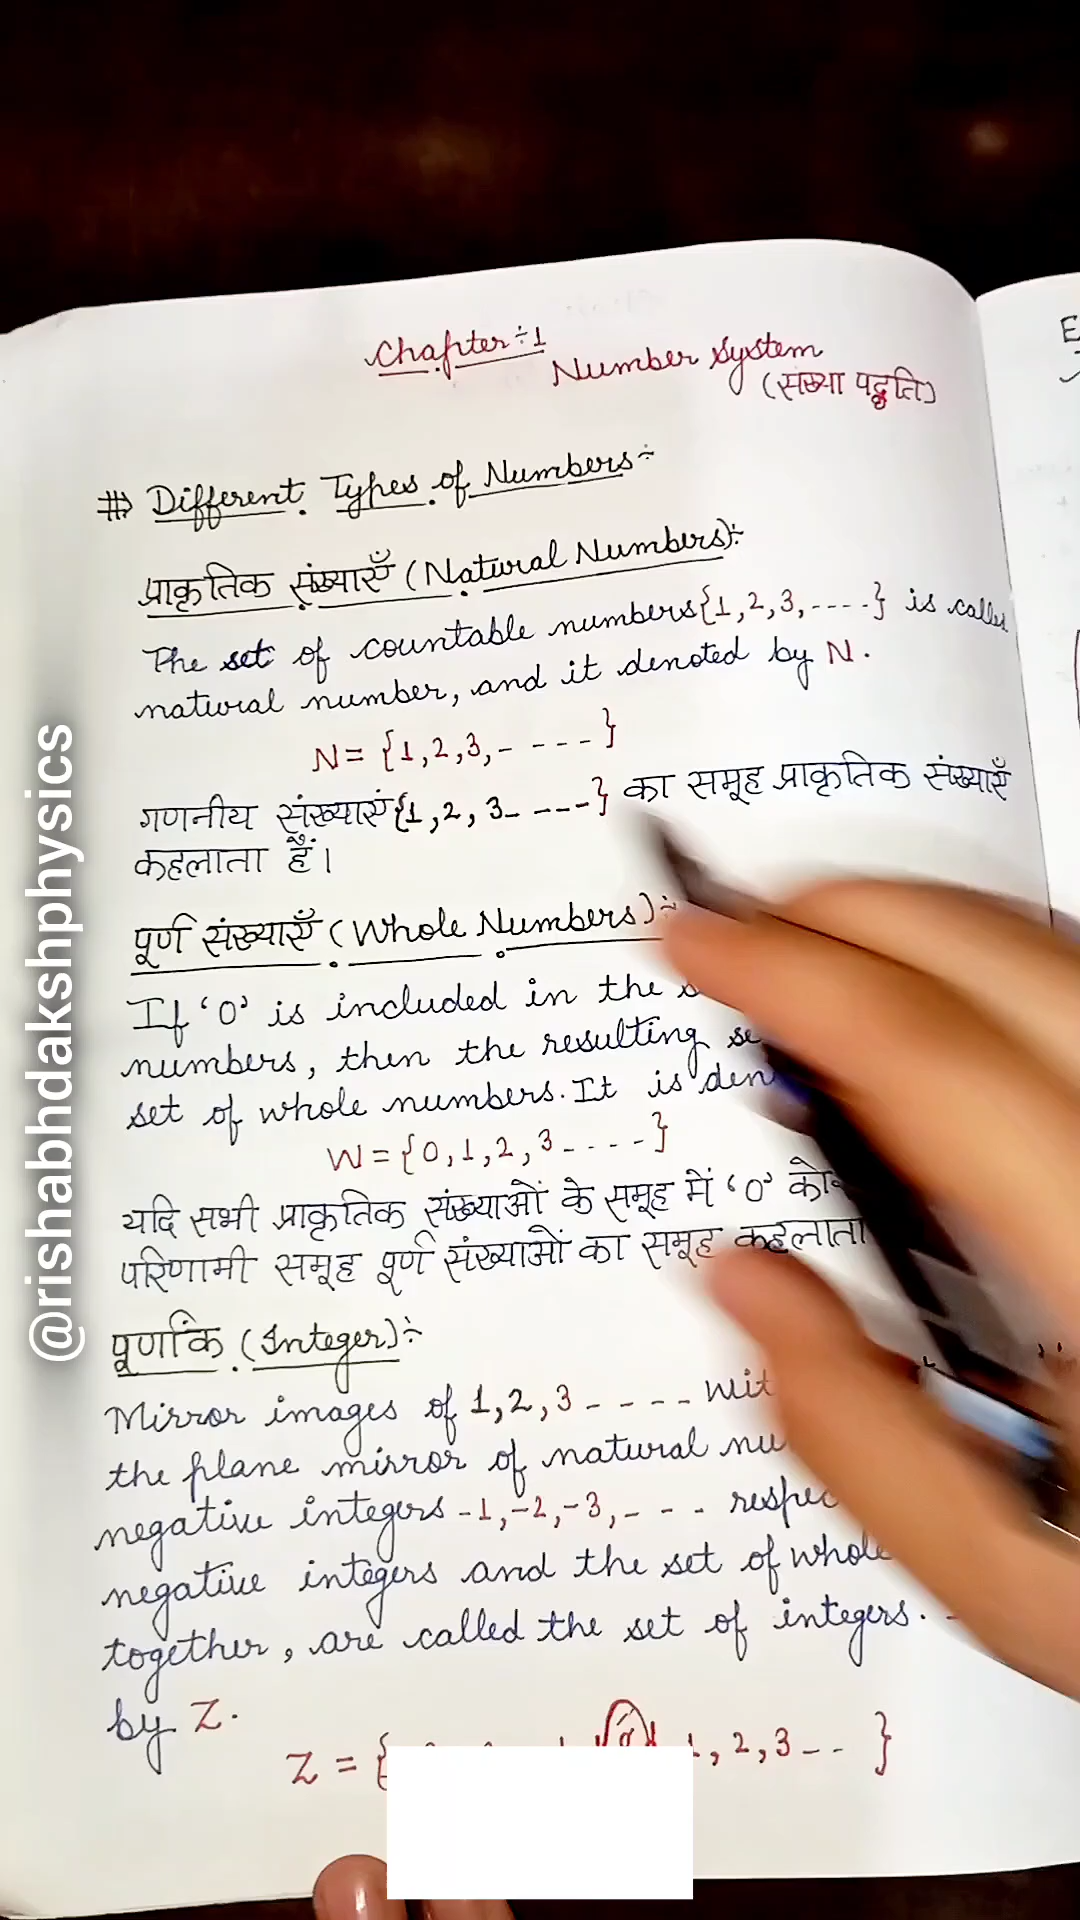 Chapter÷1
Number System
(संख्या पद्धति)
# Different Types of Numbers÷
प्राकृतिक संख्याएँ (Natural Numbers)÷
The set of countable numbers{1,2,3,----} is called
natural number, and it denoted by N.
N= {1,2,3,- - - - -}
गणनीय संख्याएं{1,2, 3- ----} का समूह प्राकृतिक संख्याएँ
कहलाता हैं।
पूर्ण संख्याएँ (Whole Numbers)÷
If ‘0’ is included in the
numbers, then the resulting
set of whole numbers. It is
W={0,1,2,3- - - -}
यदि सभी प्राकृतिक संख्याओं के समूह में ‘0’ को
परिणामी समूह पूर्ण संख्याओं का समूह कहलाता
पूर्णांक (Integer)÷
Mirror images of 1,2,3 - - - -
the plane mirror of natural
negative integers -1,-2,-3,- - -
negative integers and the set of whole
together, are called the set of integers.
by Z.
Z = { 1, 2, 3 - - }
@rishabhdakshphysics